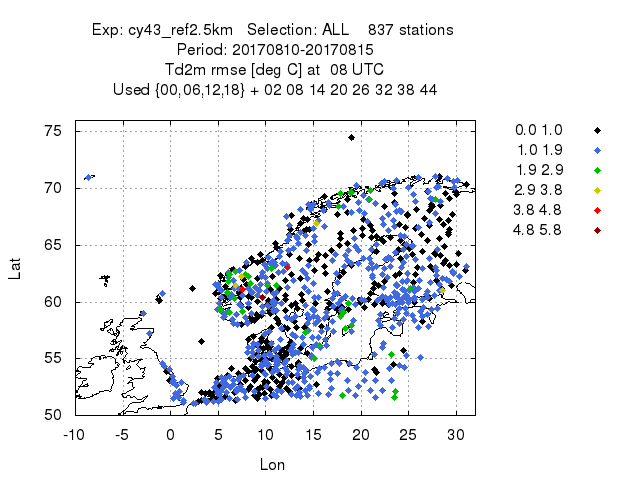 Exp: cy43_ref2.5km   Selection: ALL    837 stations
Period: 20170810-20170815
Td2m rmse [deg C] at  08 UTC
Used {00,06,12,18} + 02 08 14 20 26 32 38 44
75
70
65
60
55
50
Lat
-10 -5 0 5 10 15 20 25 30
Lon
0.0 1.0
1.0 1.9
1.9 2.9
2.9 3.8
3.8 4.8
4.8 5.8